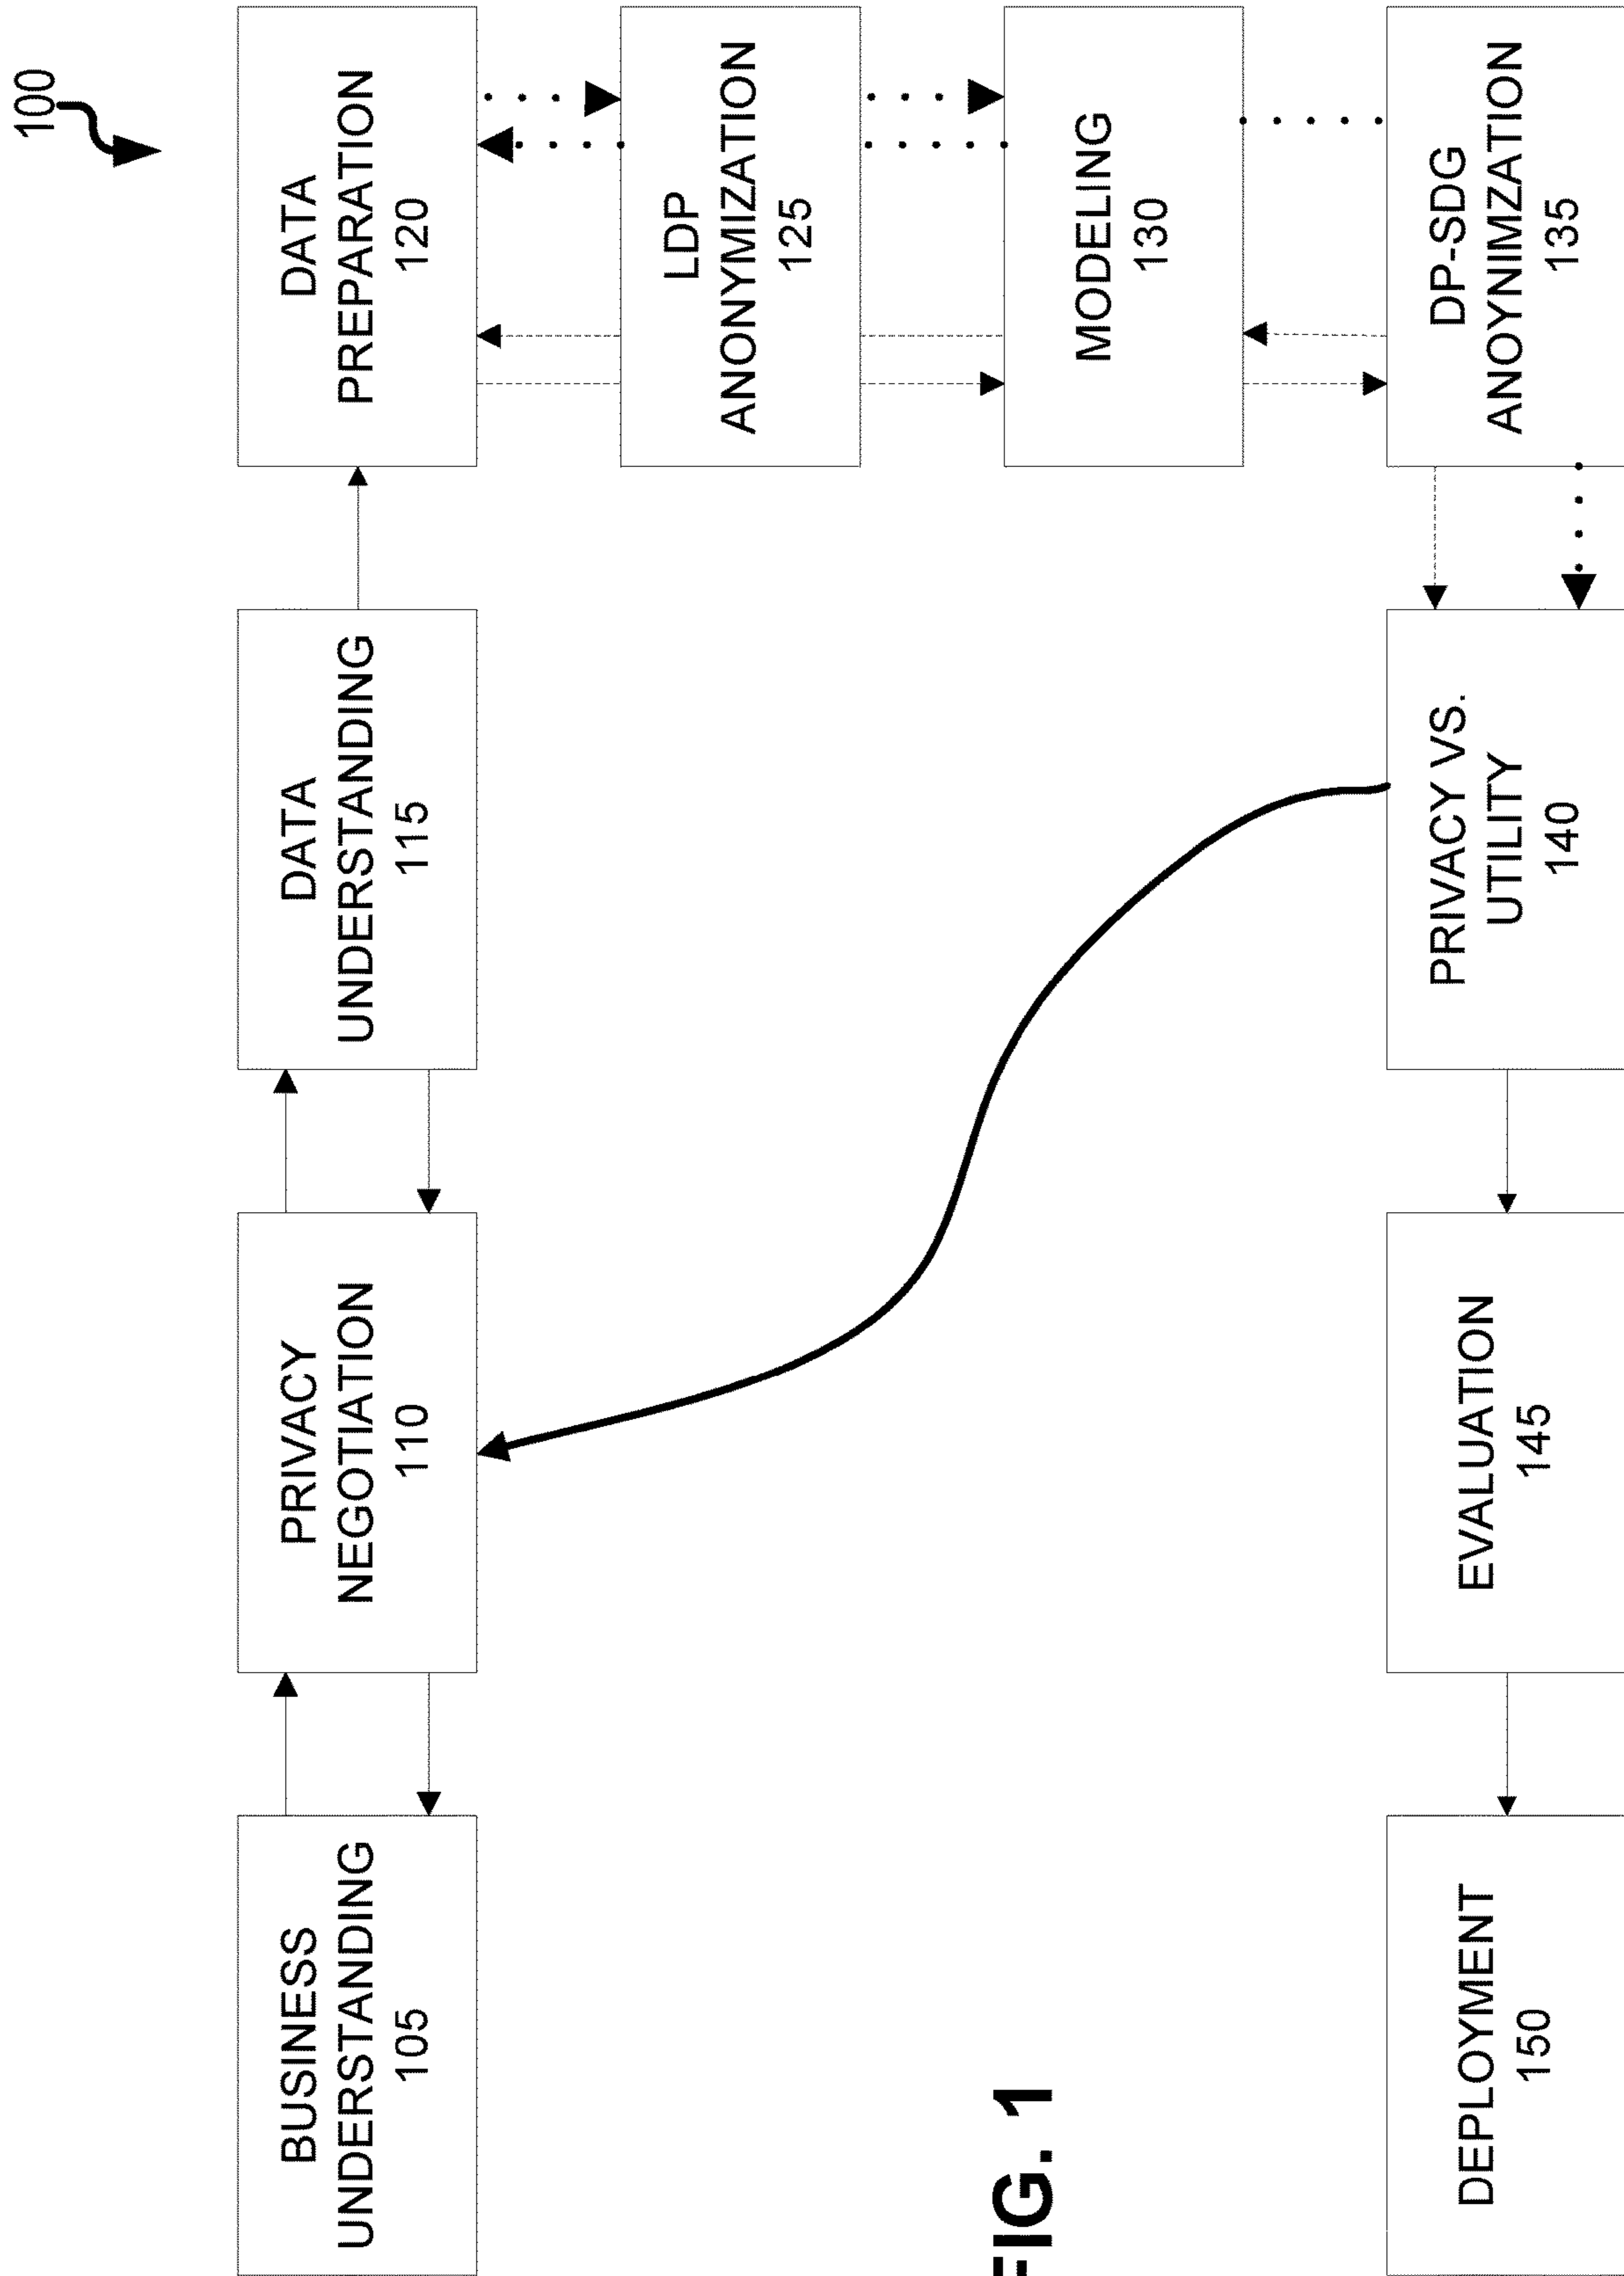 100
BUSINESS
UNDERSTANDING
105
PRIVACY
NEGOTIATION
110
DATA
UNDERSTANDING
115
DATA
PREPARATION
120
LDP
ANONYMIZATION
125
MODELING
130
DP-SDG
ANOYNIMZATION
135
PRIVACY VS.
UTILITY
140
EVALUATION
145
DEPLOYMENT
150
FIG. 1